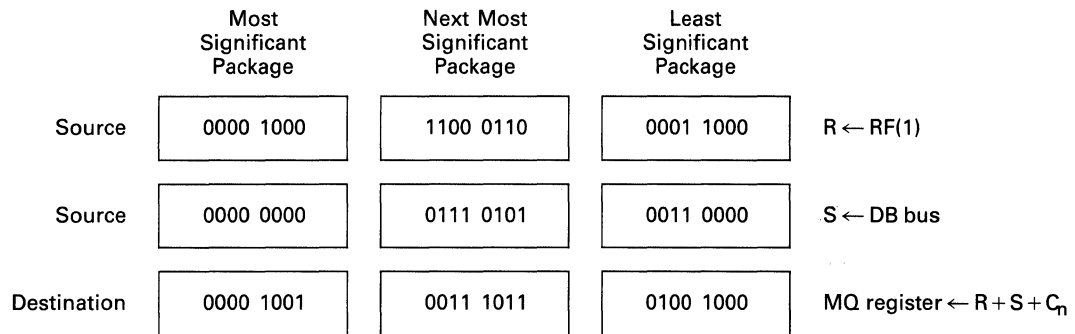 Most Significant Package
Next Most Significant Package
Least Significant Package
Source 0000 1000 1100 0110 0001 1000 R ← RF(1)
Source 0000 0000 0111 0101 0011 0000 S ← DB bus
Destination 0000 1001 0011 1011 0100 1000 MQ register ← R + S + Cn